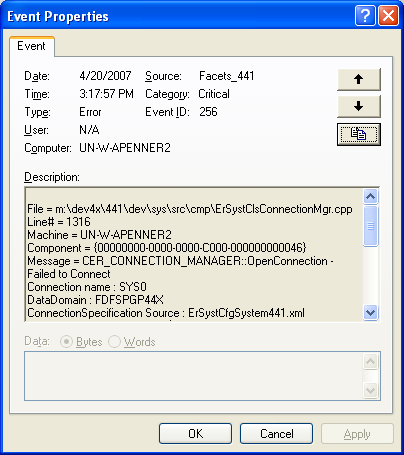 Event Properties
Event
Date: 4/20/2007 Source: Facets_441
Time: 3:17:57 PM Category: Critical
Type: Error Event ID: 256
User: N/A
Computer: UN-W-APENNER2
Description:
File = m:\dev4x\441\dev\sys\src\cmp\ErSystClsConnectionMgr.cpp
Line# = 1316
Machine = UN-W-APENNER2
Component = {00000000-0000-0000-C000-000000000046}
Message = CER_CONNECTION_MANAGER::OpenConnection -
Failed to Connect
Connection name : SYS0
DataDomain : FDFSPGP44X
ConnectionSpecification Source : ErSystCfgSystem441.xml
Data: Bytes Words
OK Cancel Apply